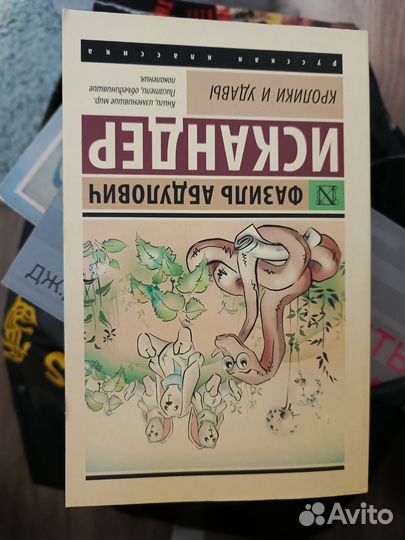 ФАЗИЛЬ АБДУЛОВИЧ
ИСКАНДЕР
КРОЛИКИ И УДАВЫ
Книги, изменившие мир.
Писатели, объединившие
поколения.
русская классика
Avito